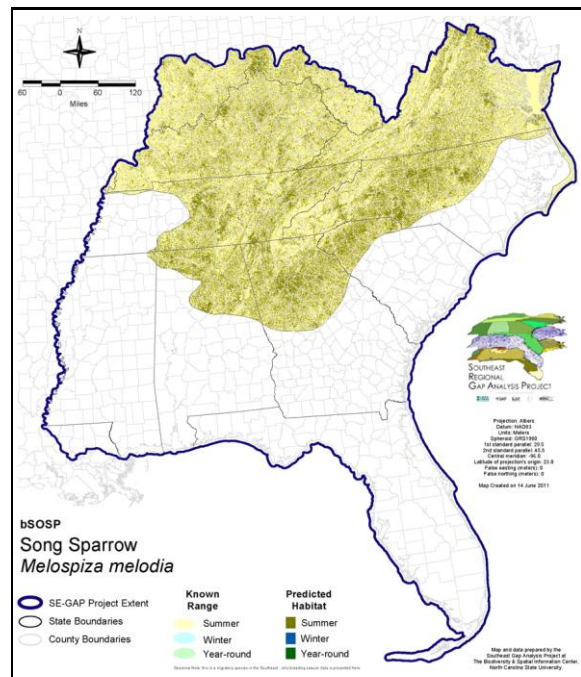 60 0 60 120
Miles
SOUTHEAST
REGIONAL
GAP ANALYSIS PROJECT
Projection: Albers
Datum: NAD83
Units: Meters
Spheroid: GRS1980
1st standard parallel: 29.5
2nd standard parallel: 45.5
Central meridian: -96.0
Latitude of projection's origin: 23.0
False easting (meters): 0
False northing (meters): 0
Map Created on 14 June 2011
bSOSP
Song Sparrow
Melospiza melodia
SE-GAP Project Extent
State Boundaries
County Boundaries
Known
Range
Summer
Winter
Year-round
Predicted
Habitat
Summer
Winter
Year-round
Map and data prepared by the
Southeast Gap Analysis Project at
The Biodiversity & Spatial Information Center,
North Carolina State University.